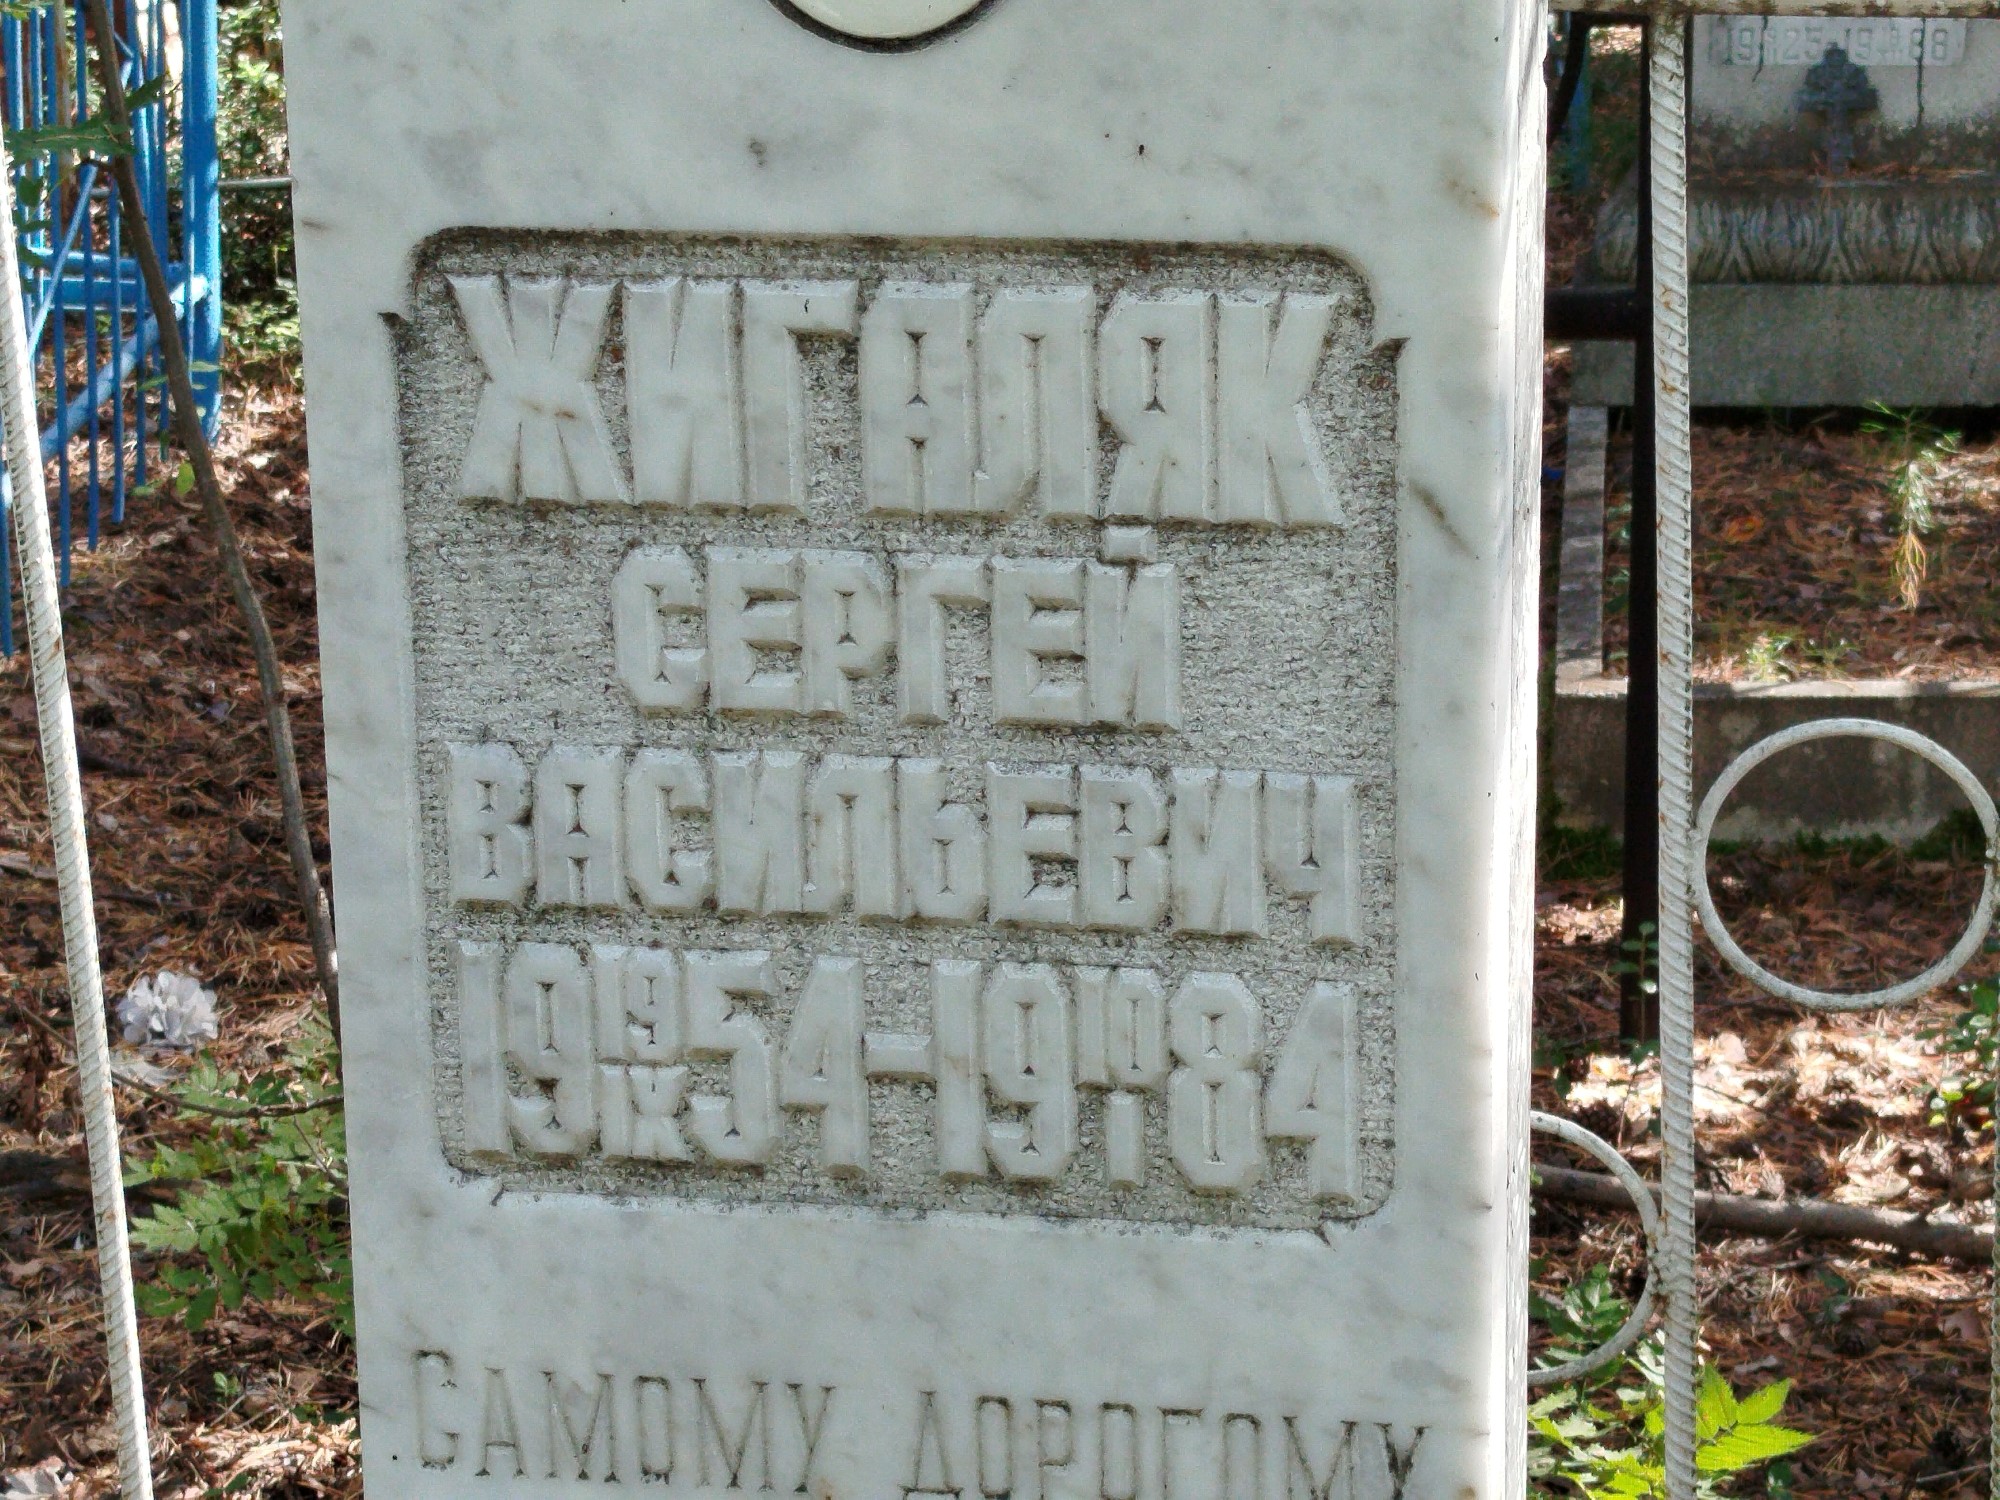 ЖИГАЛЯК
СЕРГЕЙ
ВАСИЛЬЕВИЧ
19 19/IX 54-19 10/I 84
САМОМУ ДОРОГОМУ